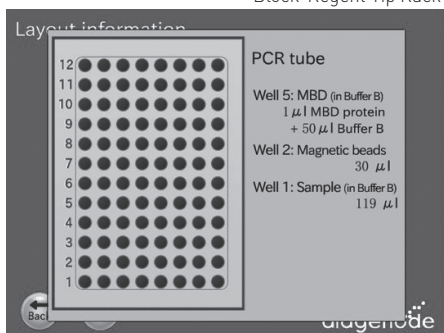 Block Regent Tip Rack
Layout information
PCR tube
12
11
10
9
8
7
6
5
4
3
2
1
Well 5: MBD (in Buffer B)
1 μl MBD protein
+ 50 μl Buffer B
Well 2: Magnetic beads
30 μl
Well 1: Sample (in Buffer B)
119 μl
Back
diagenode